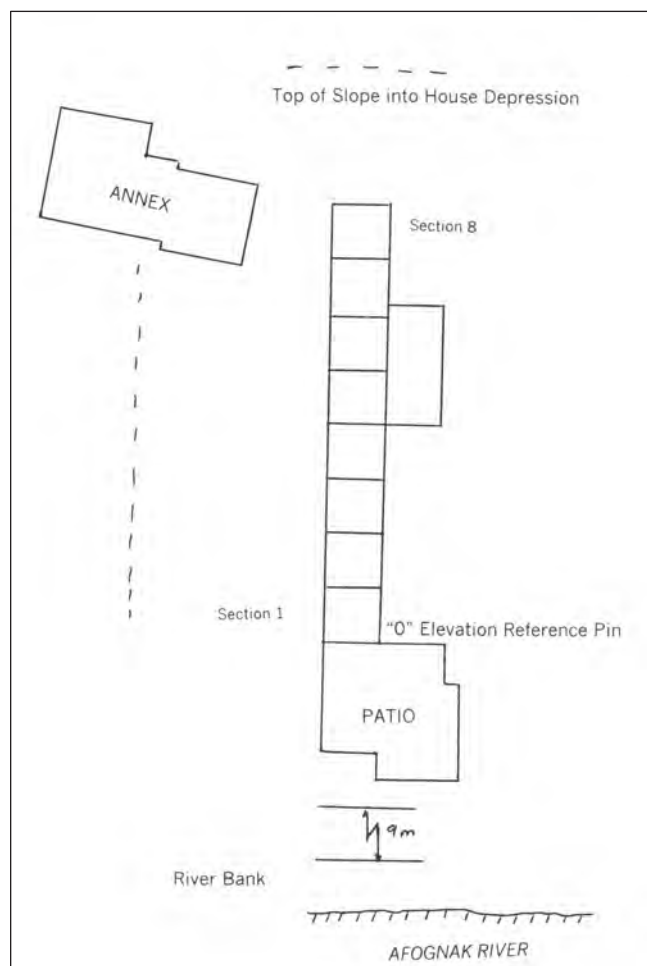 Top of Slope into House Depression
ANNEX
Section 8
Section 1
"0" Elevation Reference Pin
PATIO
9m
River Bank
AFOGNAK RIVER